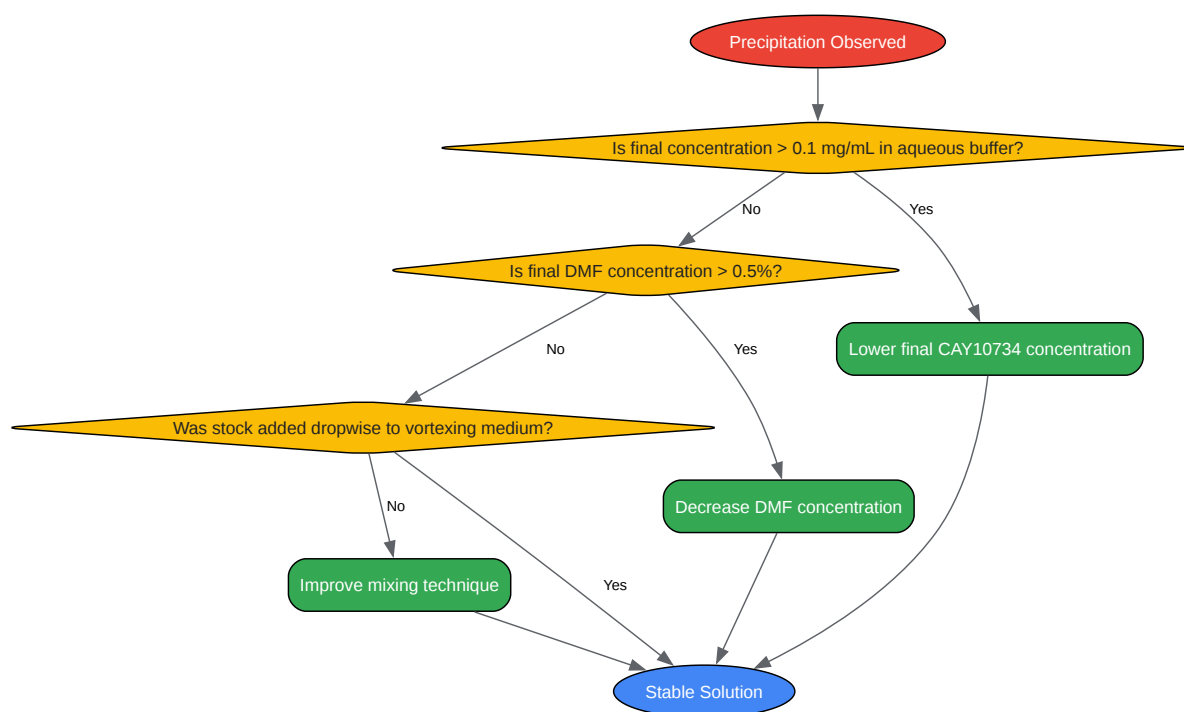 Precipitation Observed
Is final concentration > 0.1 mg/mL in aqueous buffer?
No
Yes
Is final DMF concentration > 0.5%?
No
Yes
Lower final CAY10734 concentration
Was stock added dropwise to vortexing medium?
No
Yes
Decrease DMF concentration
Improve mixing technique
Stable Solution